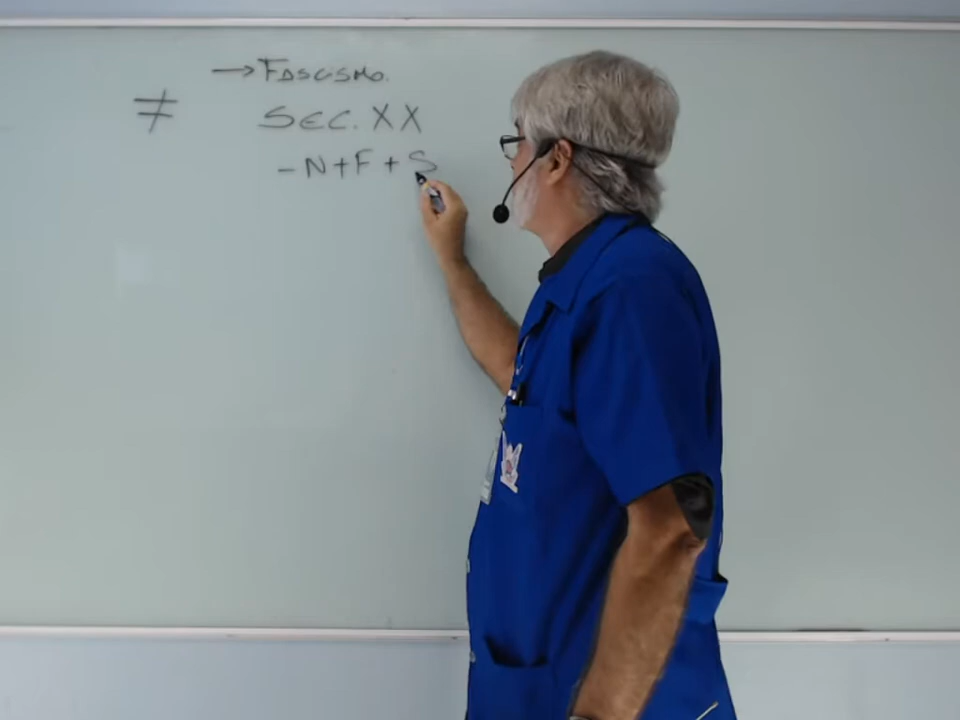 → Fascismo.
≠ SEC. XX
- N + F + S